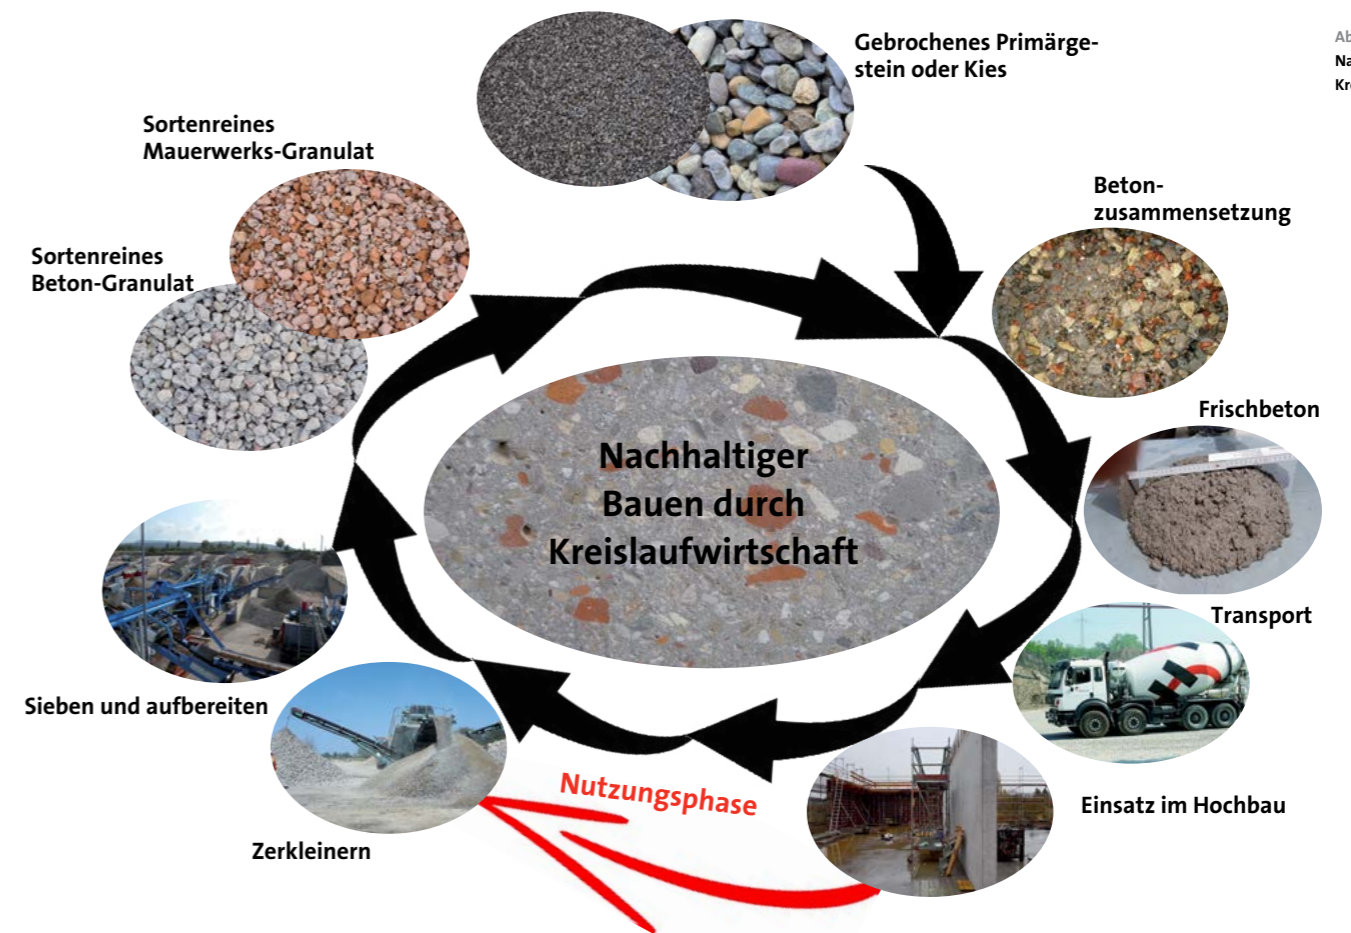 Gebrochenes Primärge-
stein oder Kies
Sortenreines
Mauerwerks-Granulat
Beton-
zusammensetzung
Sortenreines
Beton-Granulat
Frischbeton
Nachhaltiger
Bauen durch
Kreislaufwirtschaft
Transport
Sieben und aufbereiten
Nutzungsphase
Einsatz im Hochbau
Zerkleinern